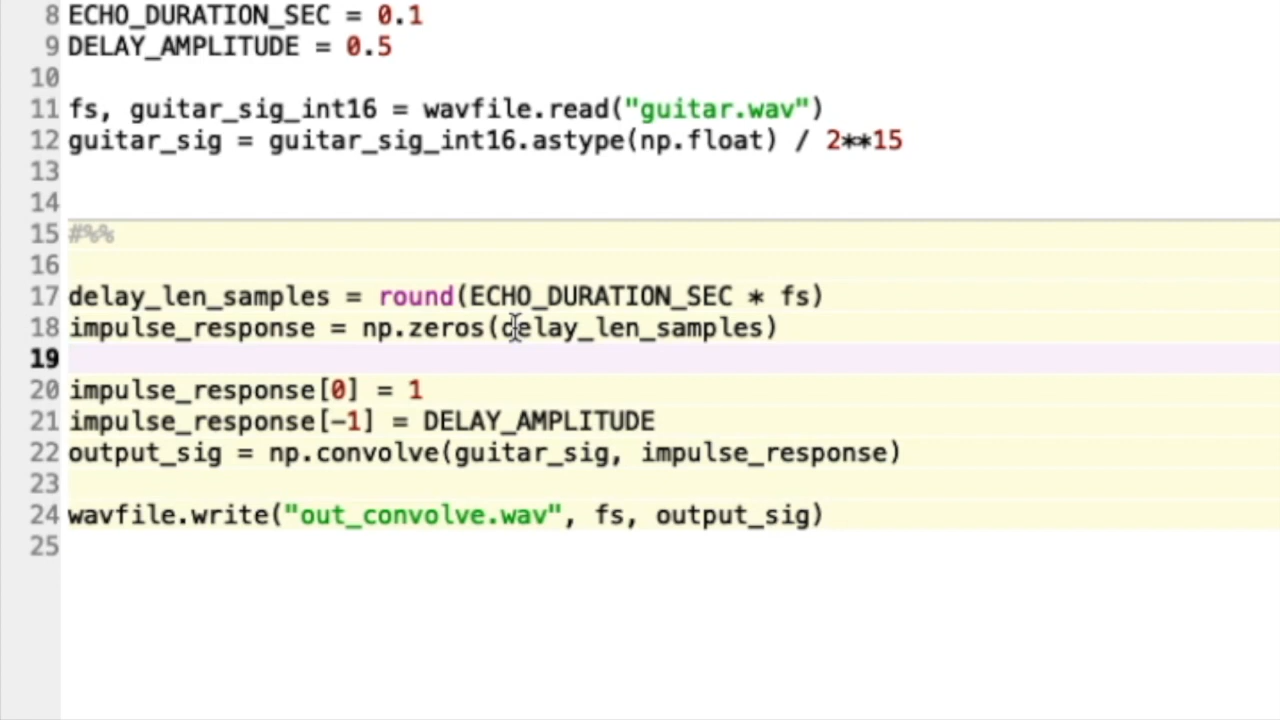 8 ECHO_DURATION_SEC = 0.1
9 DELAY_AMPLITUDE = 0.5
10
11 fs, guitar_sig_int16 = wavfile.read("guitar.wav")
12 guitar_sig = guitar_sig_int16.astype(np.float) / 2**15
13
14
15 #%%
16
17 delay_len_samples = round(ECHO_DURATION_SEC * fs)
18 impulse_response = np.zeros(delay_len_samples)
19
20 impulse_response[0] = 1
21 impulse_response[-1] = DELAY_AMPLITUDE
22 output_sig = np.convolve(guitar_sig, impulse_response)
23
24 wavfile.write("out_convolve.wav", fs, output_sig)
25